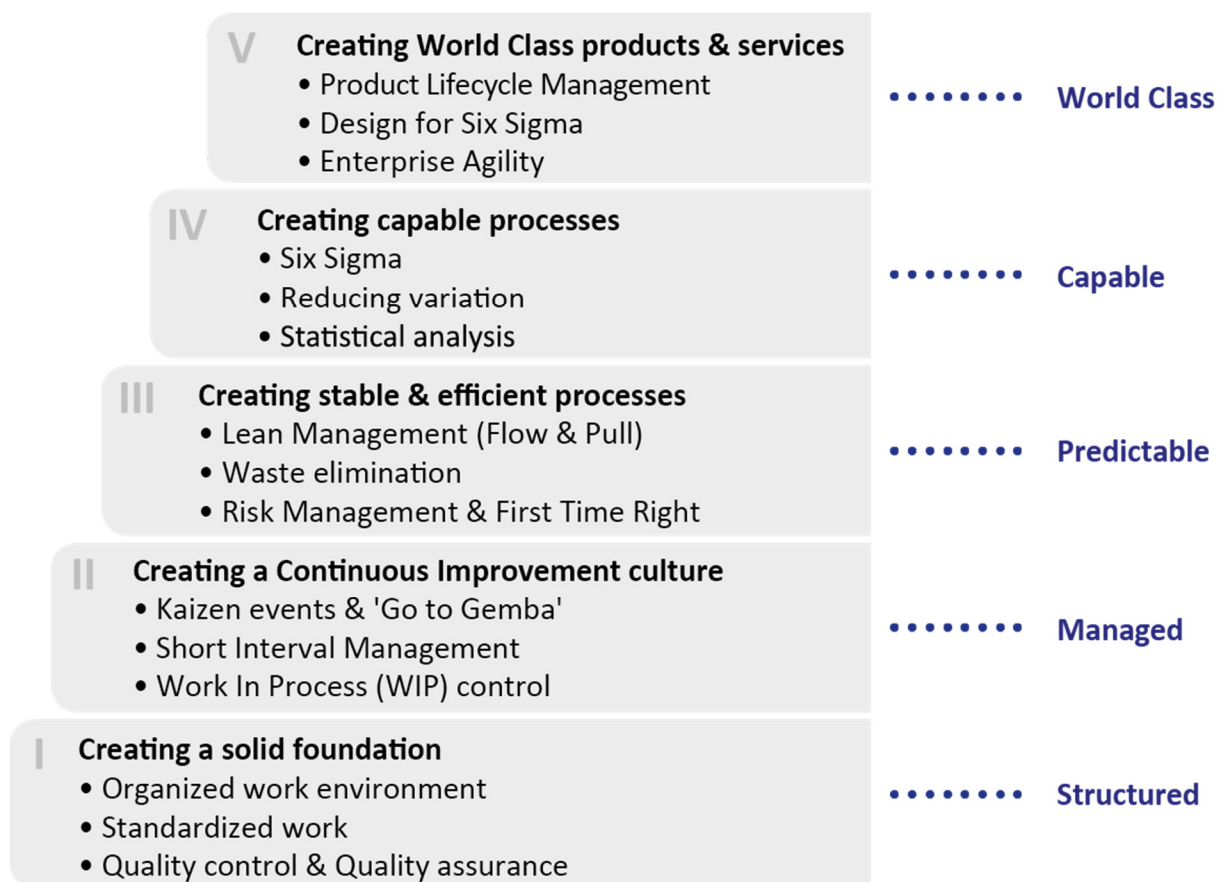 V
Creating World Class products & services
• Product Lifecycle Management
• Design for Six Sigma
• Enterprise Agility
World Class
IV
Creating capable processes
• Six Sigma
• Reducing variation
• Statistical analysis
Capable
III
Creating stable & efficient processes
• Lean Management (Flow & Pull)
• Waste elimination
• Risk Management & First Time Right
Predictable
II
Creating a Continuous Improvement culture
• Kaizen events & 'Go to Gemba'
• Short Interval Management
• Work In Process (WIP) control
Managed
I
Creating a solid foundation
• Organized work environment
• Standardized work
• Quality control & Quality assurance
Structured